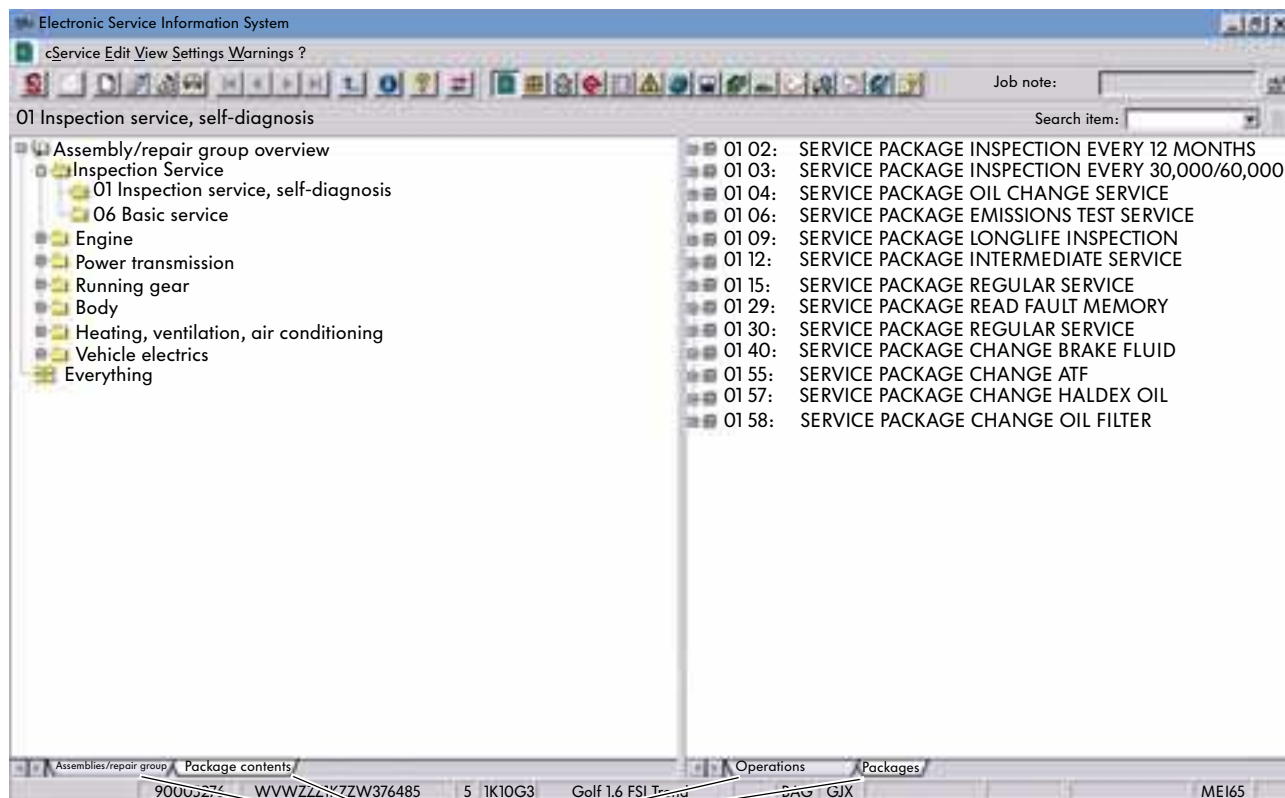 Electronic Service Information System
cService Edit View Settings Warnings ?
Job note:
01 Inspection service, self-diagnosis
Search item:
Assembly/repair group overview
Inspection Service
01 Inspection service, self-diagnosis
06 Basic service
Engine
Power transmission
Running gear
Body
Heating, ventilation, air conditioning
Vehicle electrics
Everything
01 02: SERVICE PACKAGE INSPECTION EVERY 12 MONTHS
01 03: SERVICE PACKAGE INSPECTION EVERY 30,000/60,000
01 04: SERVICE PACKAGE OIL CHANGE SERVICE
01 06: SERVICE PACKAGE EMISSIONS TEST SERVICE
01 09: SERVICE PACKAGE LONGLIFE INSPECTION
01 12: SERVICE PACKAGE INTERMEDIATE SERVICE
01 15: SERVICE PACKAGE REGULAR SERVICE
01 29: SERVICE PACKAGE READ FAULT MEMORY
01 30: SERVICE PACKAGE REGULAR SERVICE
01 40: SERVICE PACKAGE CHANGE BRAKE FLUID
01 55: SERVICE PACKAGE CHANGE ATF
01 57: SERVICE PACKAGE CHANGE HALDEX OIL
01 58: SERVICE PACKAGE CHANGE OIL FILTER
Assemblies/repair group Package contents Operations Packages
5 1K10G3 Golf 1.6 FSI Trend BAG GJX MEI65